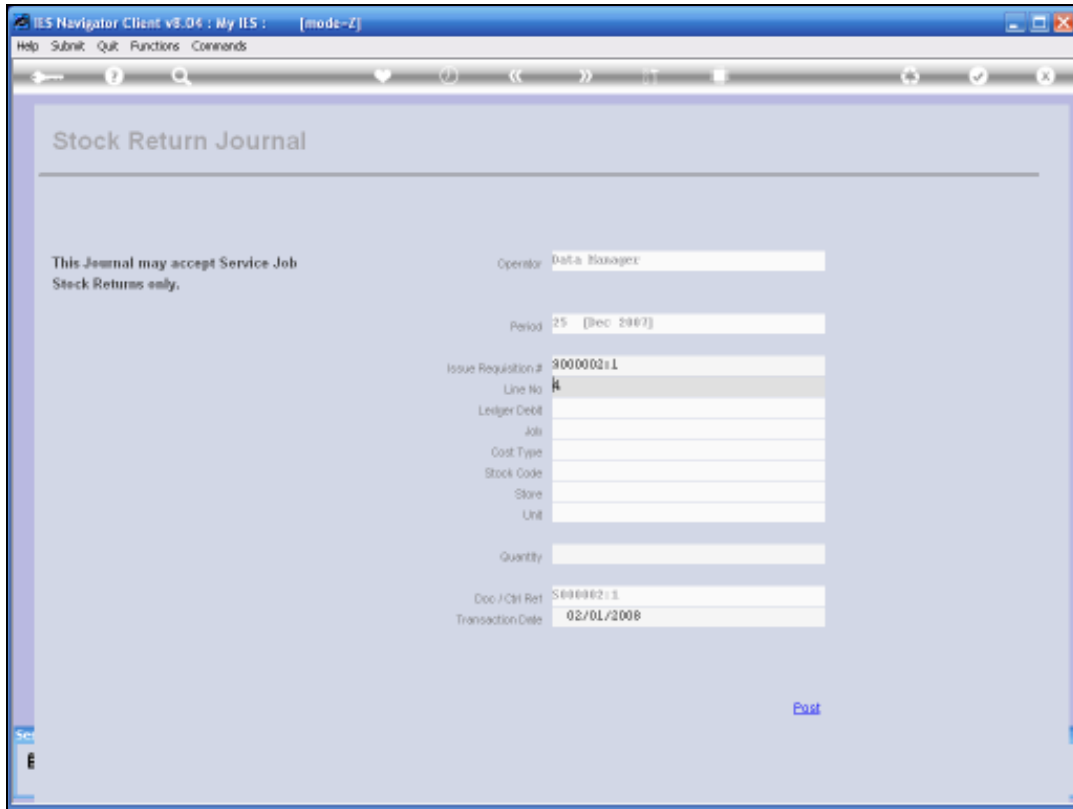 IES Navigator Client v8.04 : My IES : [mode=Z]
Help Submit Quit Functions Commands
Stock Return Journal
This Journal may accept Service Job
Stock Returns only.
Operator Data Manager
Period 25 [Dec 2007]
Issue Requisition # S000002:1
Line No 4
Ledger Debit
Job
Cost Type
Stock Code
Store
Unit
Quantity
Doc / Ctrl Ref S000002:1
Transaction Date 02/01/2008
Post